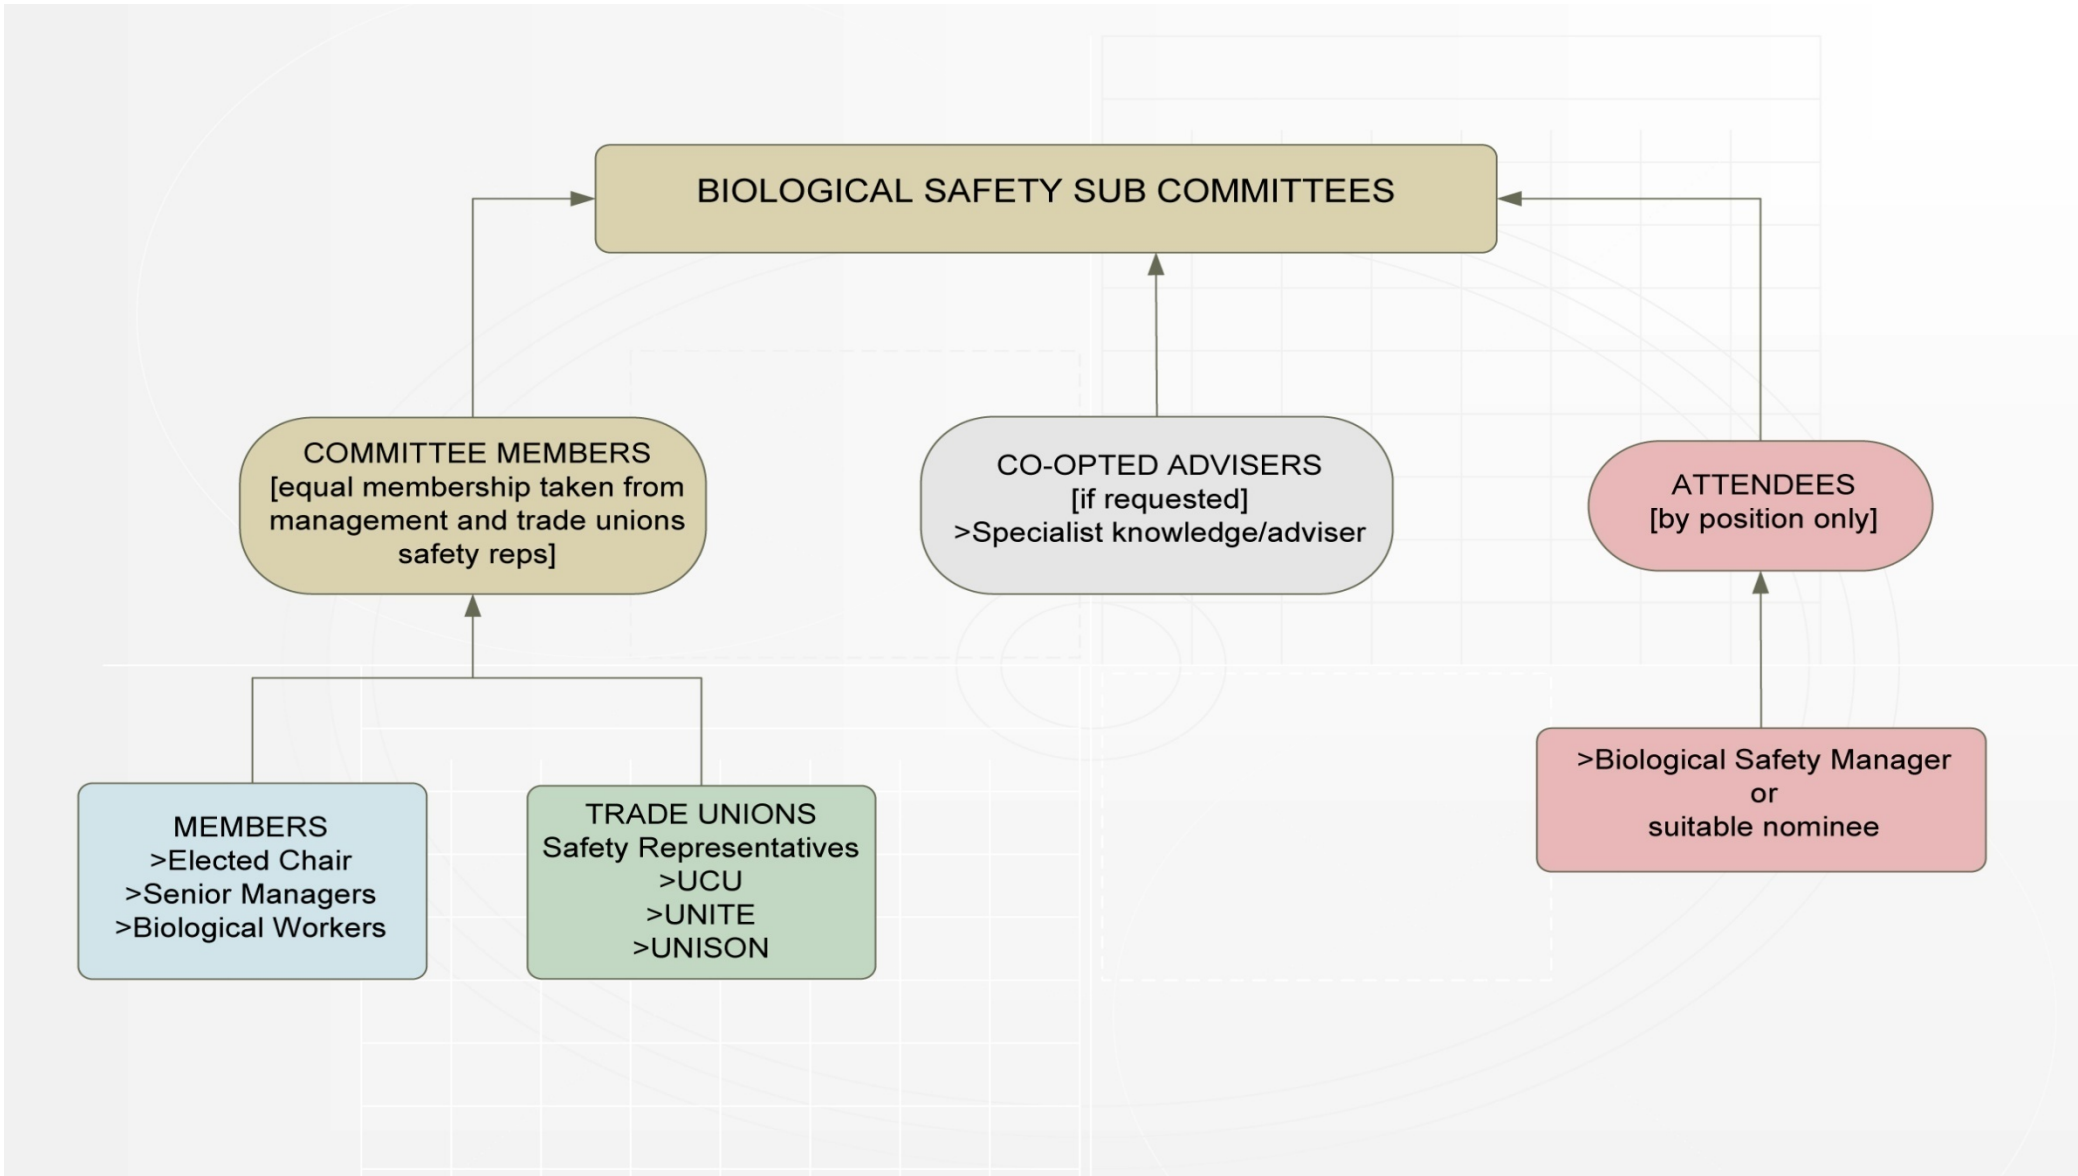 BIOLOGICAL SAFETY SUB COMMITTEES
COMMITTEE MEMBERS
[equal membership taken from
management and trade unions
safety reps]
CO-OPTED ADVISERS
[if requested]
>Specialist knowledge/adviser
ATTENDEES
[by position only]
MEMBERS
>Elected Chair
>Senior Managers
>Biological Workers
TRADE UNIONS
Safety Representatives
>UCU
>UNITE
>UNISON
>Biological Safety Manager
or
suitable nominee